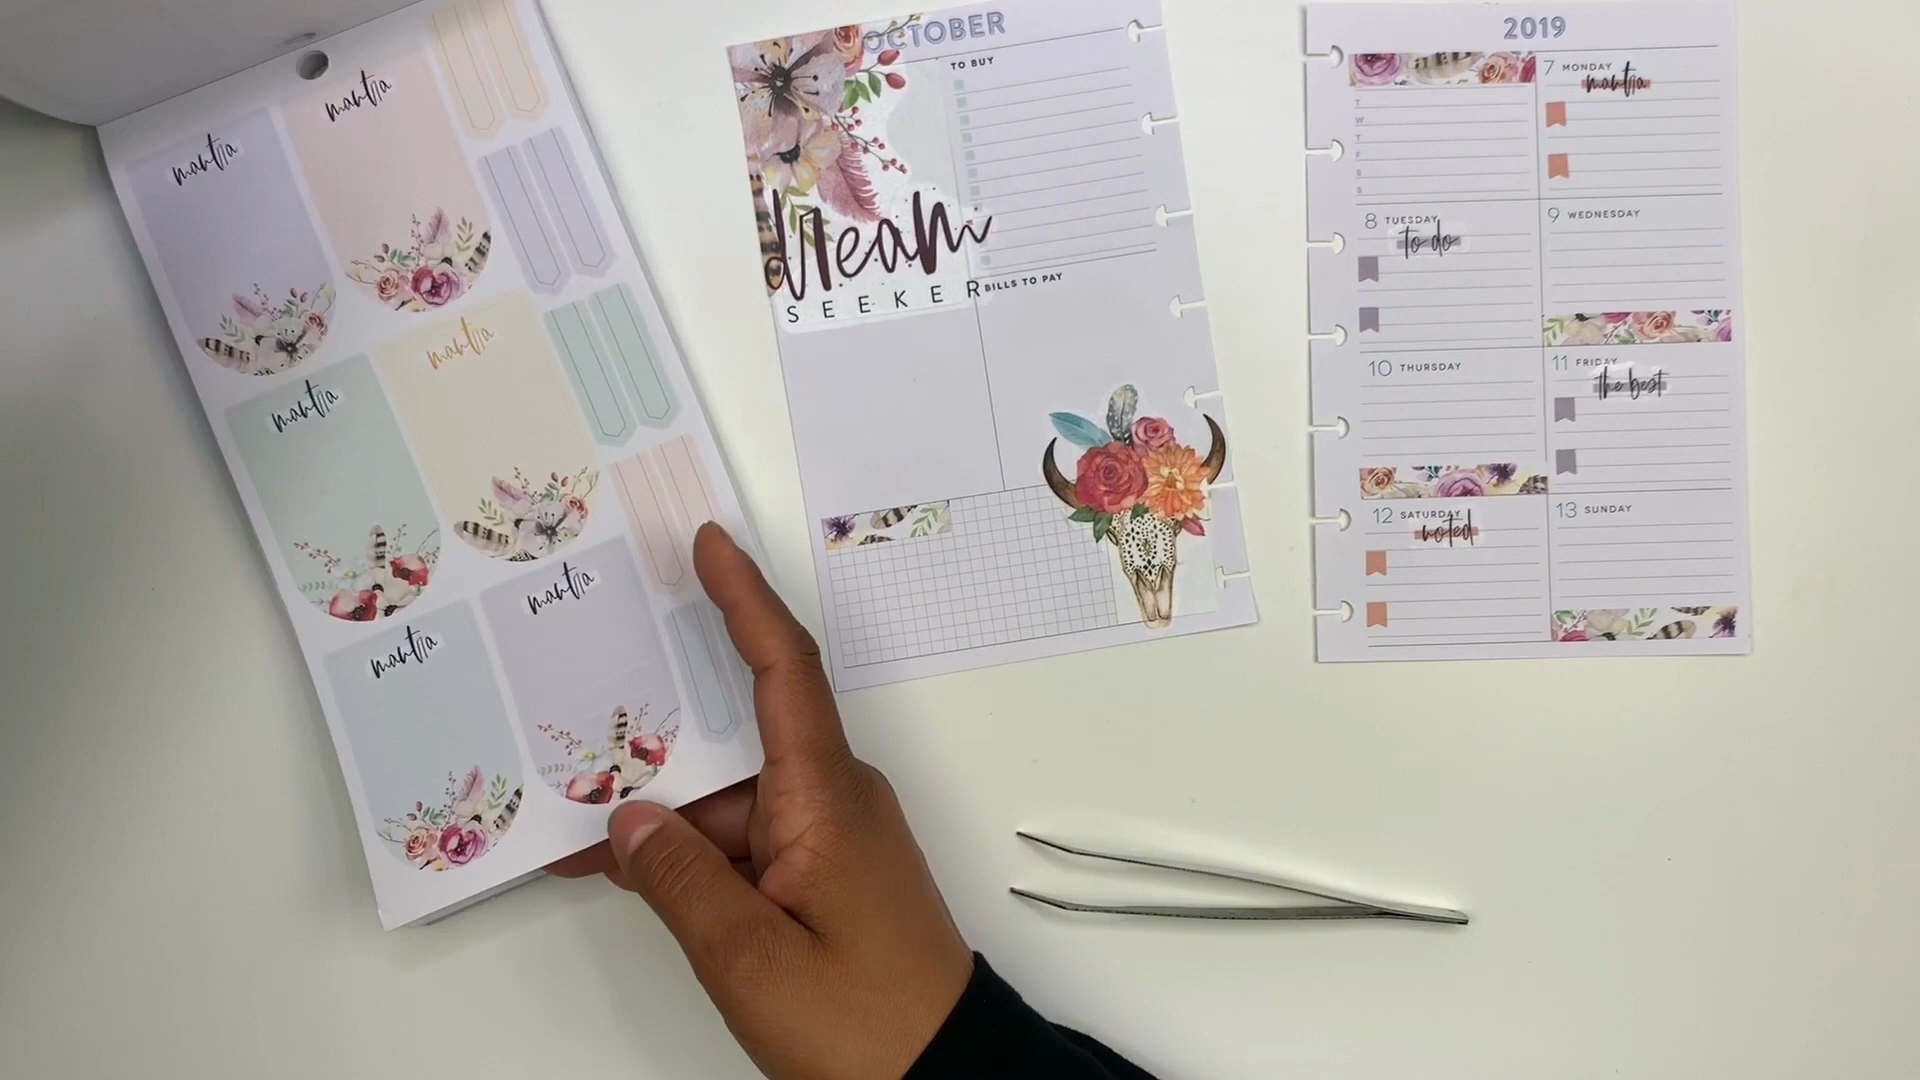 mantra
mantra
mantra
mantra
mantra
mantra
OCTOBER
TO BUY
dream
SEEKER
BILLS TO PAY
2019
T
W
T
F
S
S
7 MONDAY
mantra
8 TUESDAY
to do
9 WEDNESDAY
10 THURSDAY
11 FRIDAY
the best
12 SATURDAY
noted
13 SUNDAY